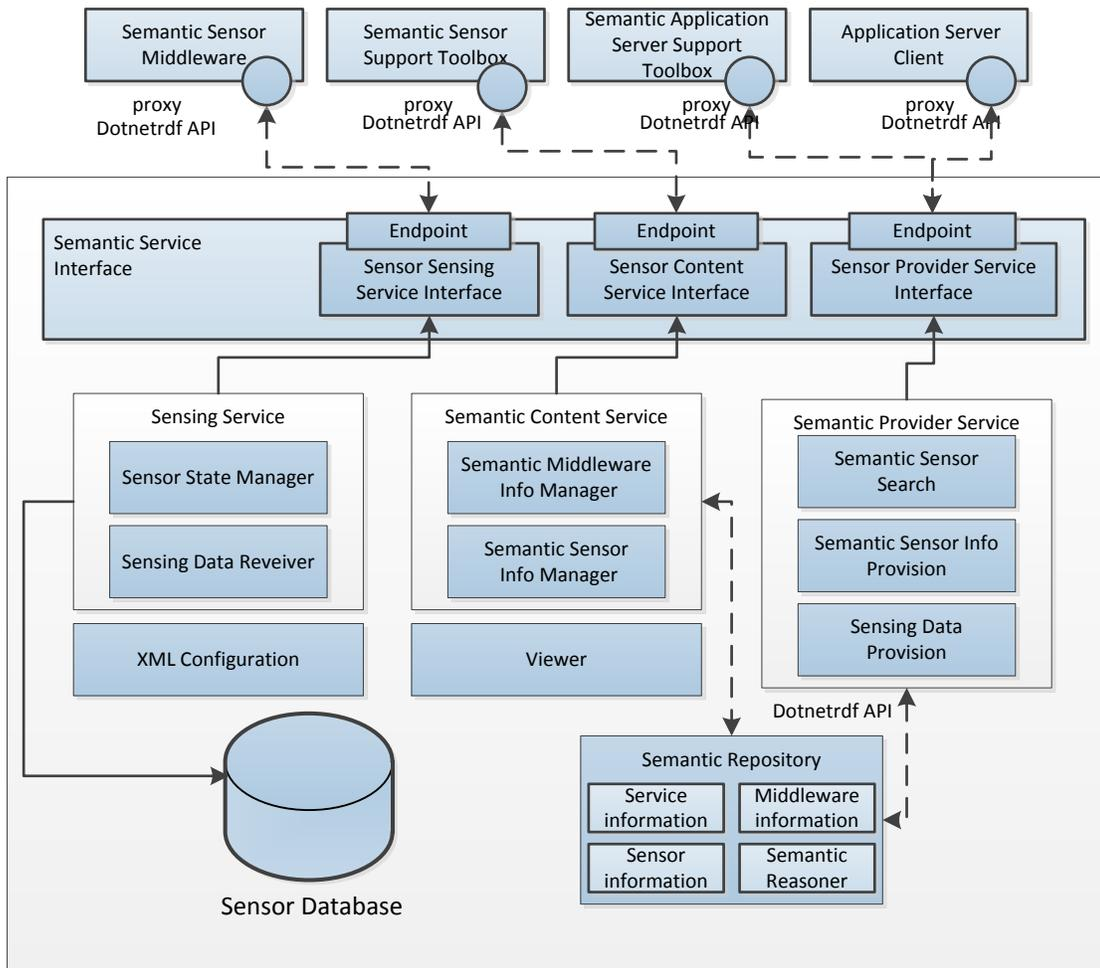 Semantic Sensor
Middleware
Semantic Sensor
Support Toolbox
Semantic Application
Server Support
Toolbox
Application Server
Client
proxy
Dotnetrdf API
proxy
Dotnetrdf API
proxy
Dotnetrdf API
proxy
Dotnetrdf API
Semantic Service
Interface
Endpoint
Sensor Sensing
Service Interface
Endpoint
Sensor Content
Service Interface
Endpoint
Sensor Provider Service
Interface
Sensing Service
Sensor State Manager
Sensing Data Reveiver
XML Configuration
Semantic Content Service
Semantic Middleware
Info Manager
Semantic Sensor
Info Manager
Viewer
Semantic Provider Service
Semantic Sensor
Search
Semantic Sensor Info
Provision
Sensing Data
Provision
Dotnetrdf API
Sensor Database
Semantic Repository
Service
information
Middleware
information
Sensor
information
Semantic
Reasoner